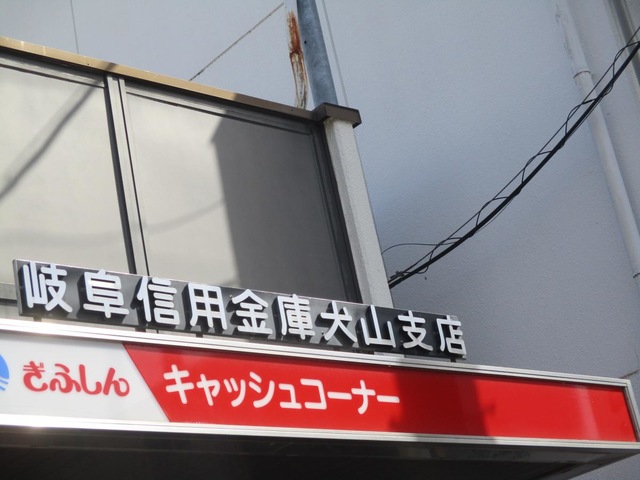 岐阜信用金庫犬山支店
ぎふしん キャッシュコーナー